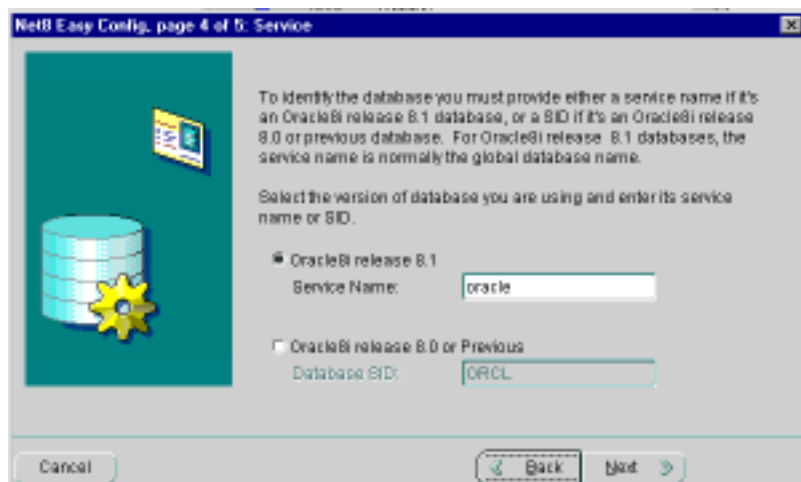 Net8 Easy Config, page 4 of 5: Service
To identify the database you must provide either a service name if it's
an Oracle8i release 8.1 database, or a SID if it's an Oracle8i release
8.0 or previous database. For Oracle8i release 8.1 databases, the
service name is normally the global database name.
Select the version of database you are using and enter its service
name or SID.
Oracle8i release 8.1
Service Name: oracle
Oracle8i release 8.0 or Previous
Database SID: ORCL
Cancel Back Next